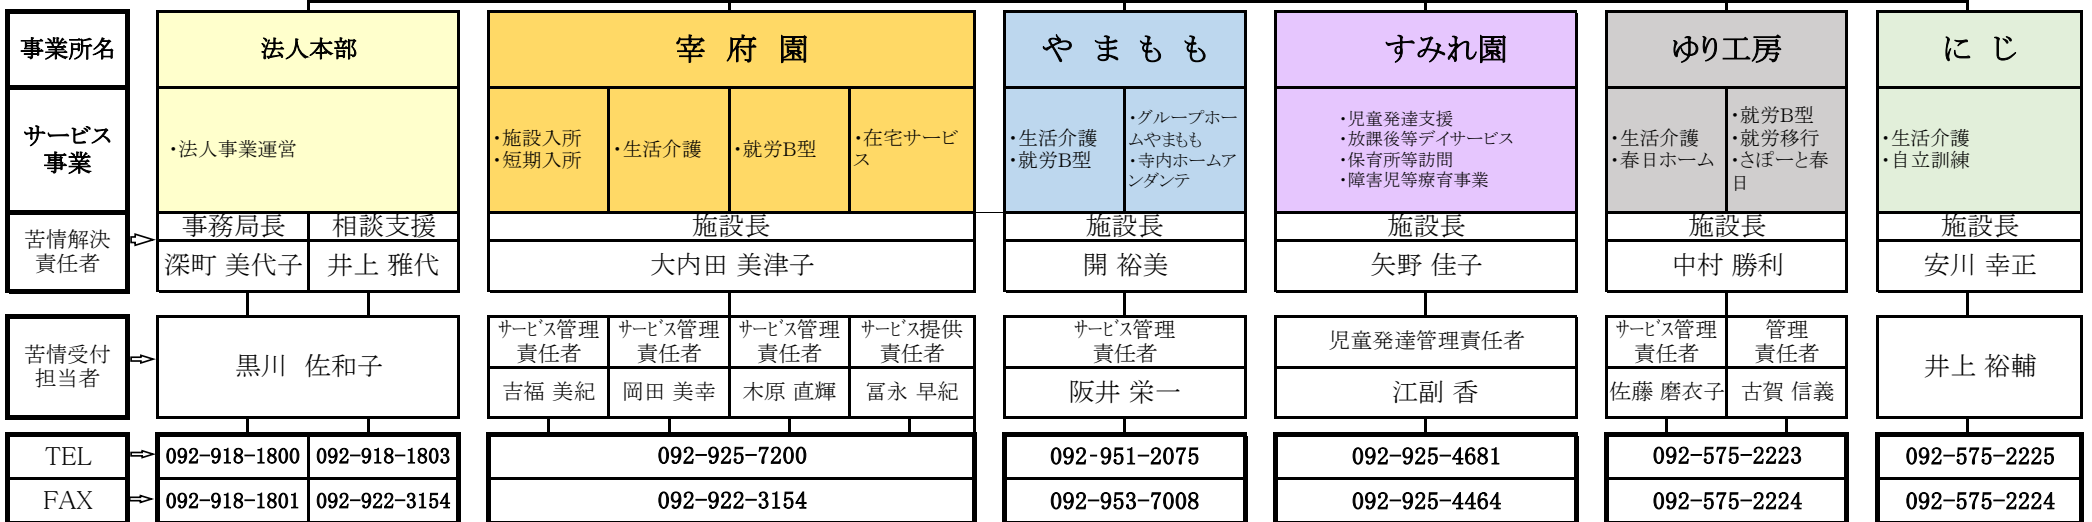 事業所名
法人本部
幸 府 園
や ま も も
すみれ園
ゆり工房
に じ
サービス
事業
・法人事業運営
・施設入所
・短期入所
・生活介護
・就労B型
・在宅サービ
ス
・生活介護
・就労B型
・グループホー
ムやまもも
・寺内ホームア
ンダンテ
・児童発達支援
・放課後等デイサービス
・保育所等訪問
・障害児等療育事業
・生活介護
・春日ホーム
・就労B型
・就労移行
・さぽーと春
日
・生活介護
・自立訓練
苦情解決
責任者
事務局長
相談支援
施設長
施設長
施設長
施設長
施設長
深町 美代子
井上 雅代
大内田 美津子
開 裕美
矢野 佳子
中村 勝利
安川 幸正
苦情受付
担当者
黒川 佐和子
サービス管理
責任者
サービス管理
責任者
サービス管理
責任者
サービス提供
責任者
サービス管理
責任者
児童発達管理責任者
サービス管理
責任者
管理
責任者
井上 裕輔
吉福 美紀
岡田 美幸
木原 直輝
冨永 早紀
阪井 栄一
江副 香
佐藤 磨衣子
古賀 信義
TEL
092-918-1800
092-918-1803
092-925-7200
092-951-2075
092-925-4681
092-575-2223
092-575-2225
FAX
092-918-1801
092-922-3154
092-922-3154
092-953-7008
092-925-4464
092-575-2224
092-575-2224